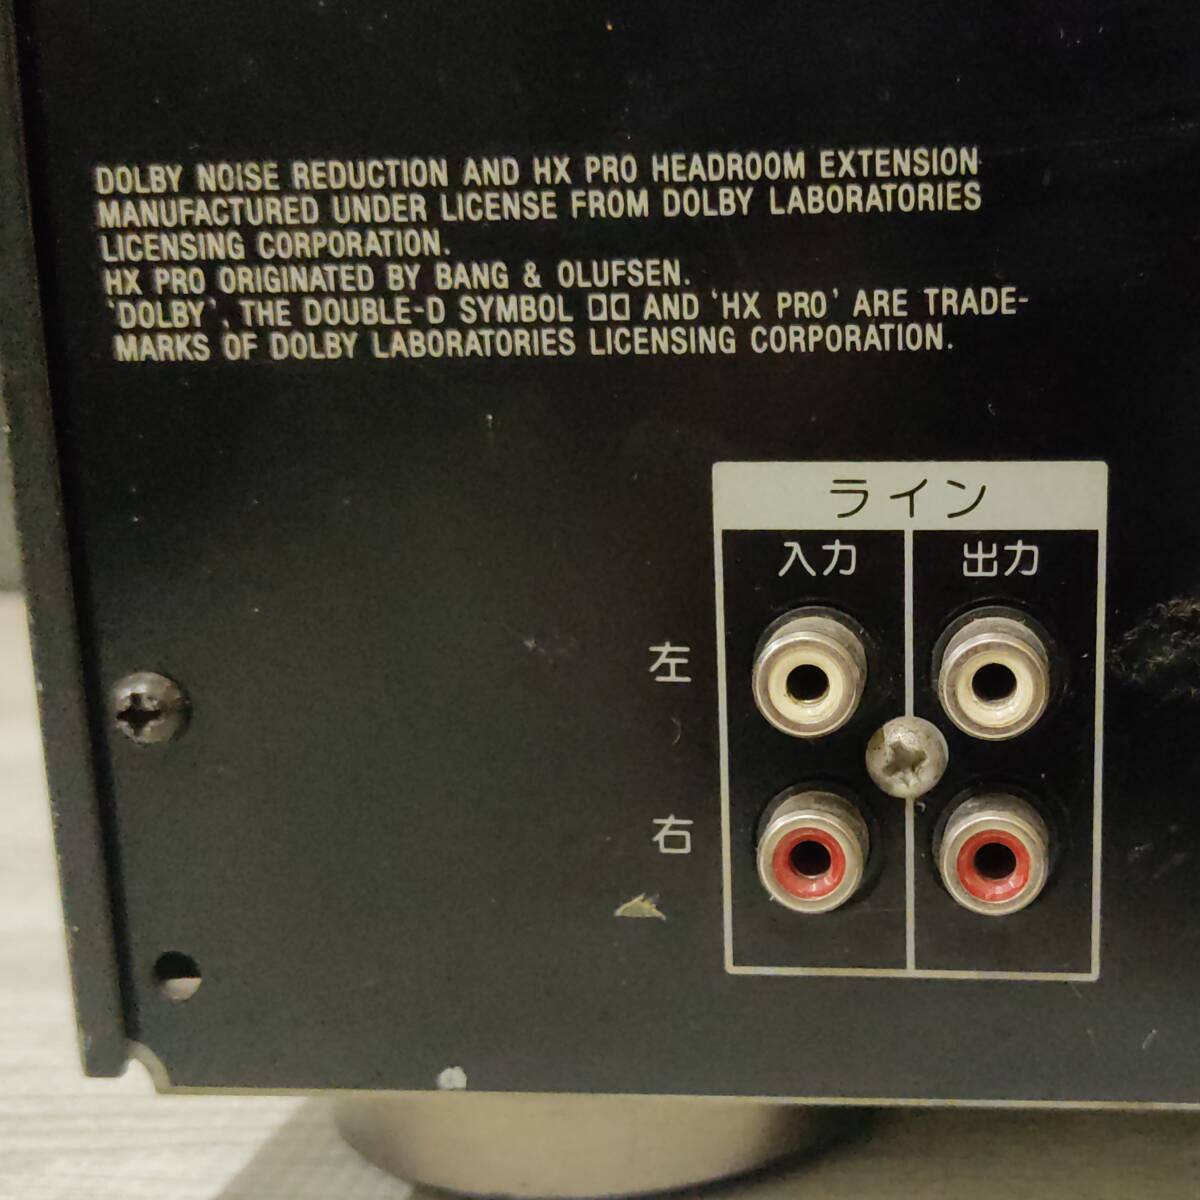 DOLBY NOISE REDUCTION AND HX PRO HEADROOM EXTENSION
MANUFACTURED UNDER LICENSE FROM DOLBY LABORATORIES
LICENSING CORPORATION.
HX PRO ORIGINATED BY BANG & OLUFSEN.
'DOLBY', THE DOUBLE-D SYMBOL AND 'HX PRO' ARE TRADE-
MARKS OF DOLBY LABORATORIES LICENSING CORPORATION.
ライン
入力 出力
左
右